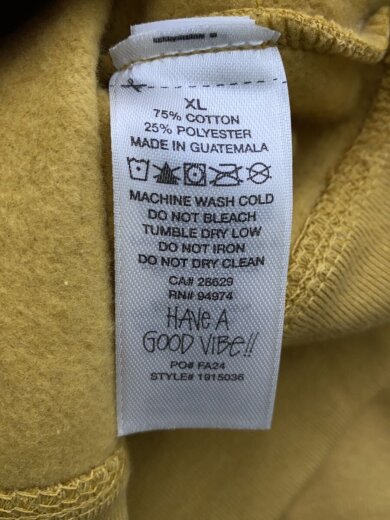 XL
75% COTTON
25% POLYESTER
MADE IN GUATEMALA
MACHINE WASH COLD
DO NOT BLEACH
TUMBLE DRY LOW
DO NOT IRON
DO NOT DRY CLEAN
CA# 28629
RN# 94974
HAVE A
GOOD VIBE!!
PO# FA24
STYLE# 1915036